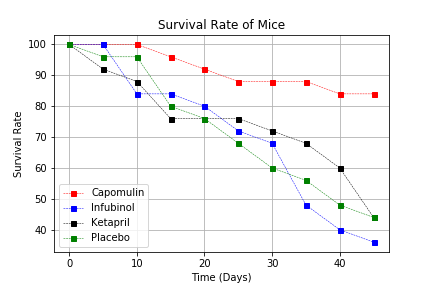 Survival Rate of Mice
100
90
80
70
60
50
40
Survival Rate
Capomulin
Infubinol
Ketapril
Placebo
0
10
20
30
40
Time (Days)